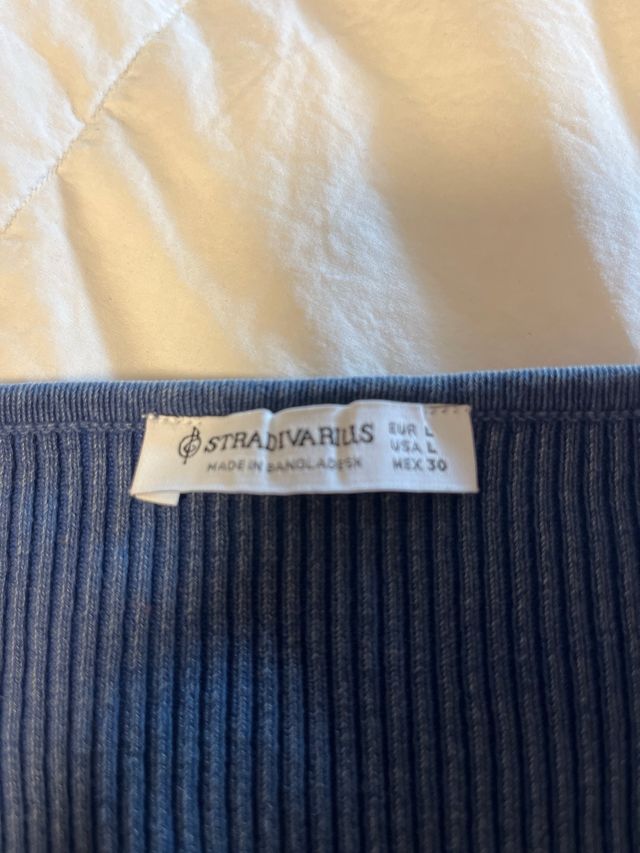 STRADIVARIUS
MADE IN BANGLADESH
EUR L
USA L
MEX 30